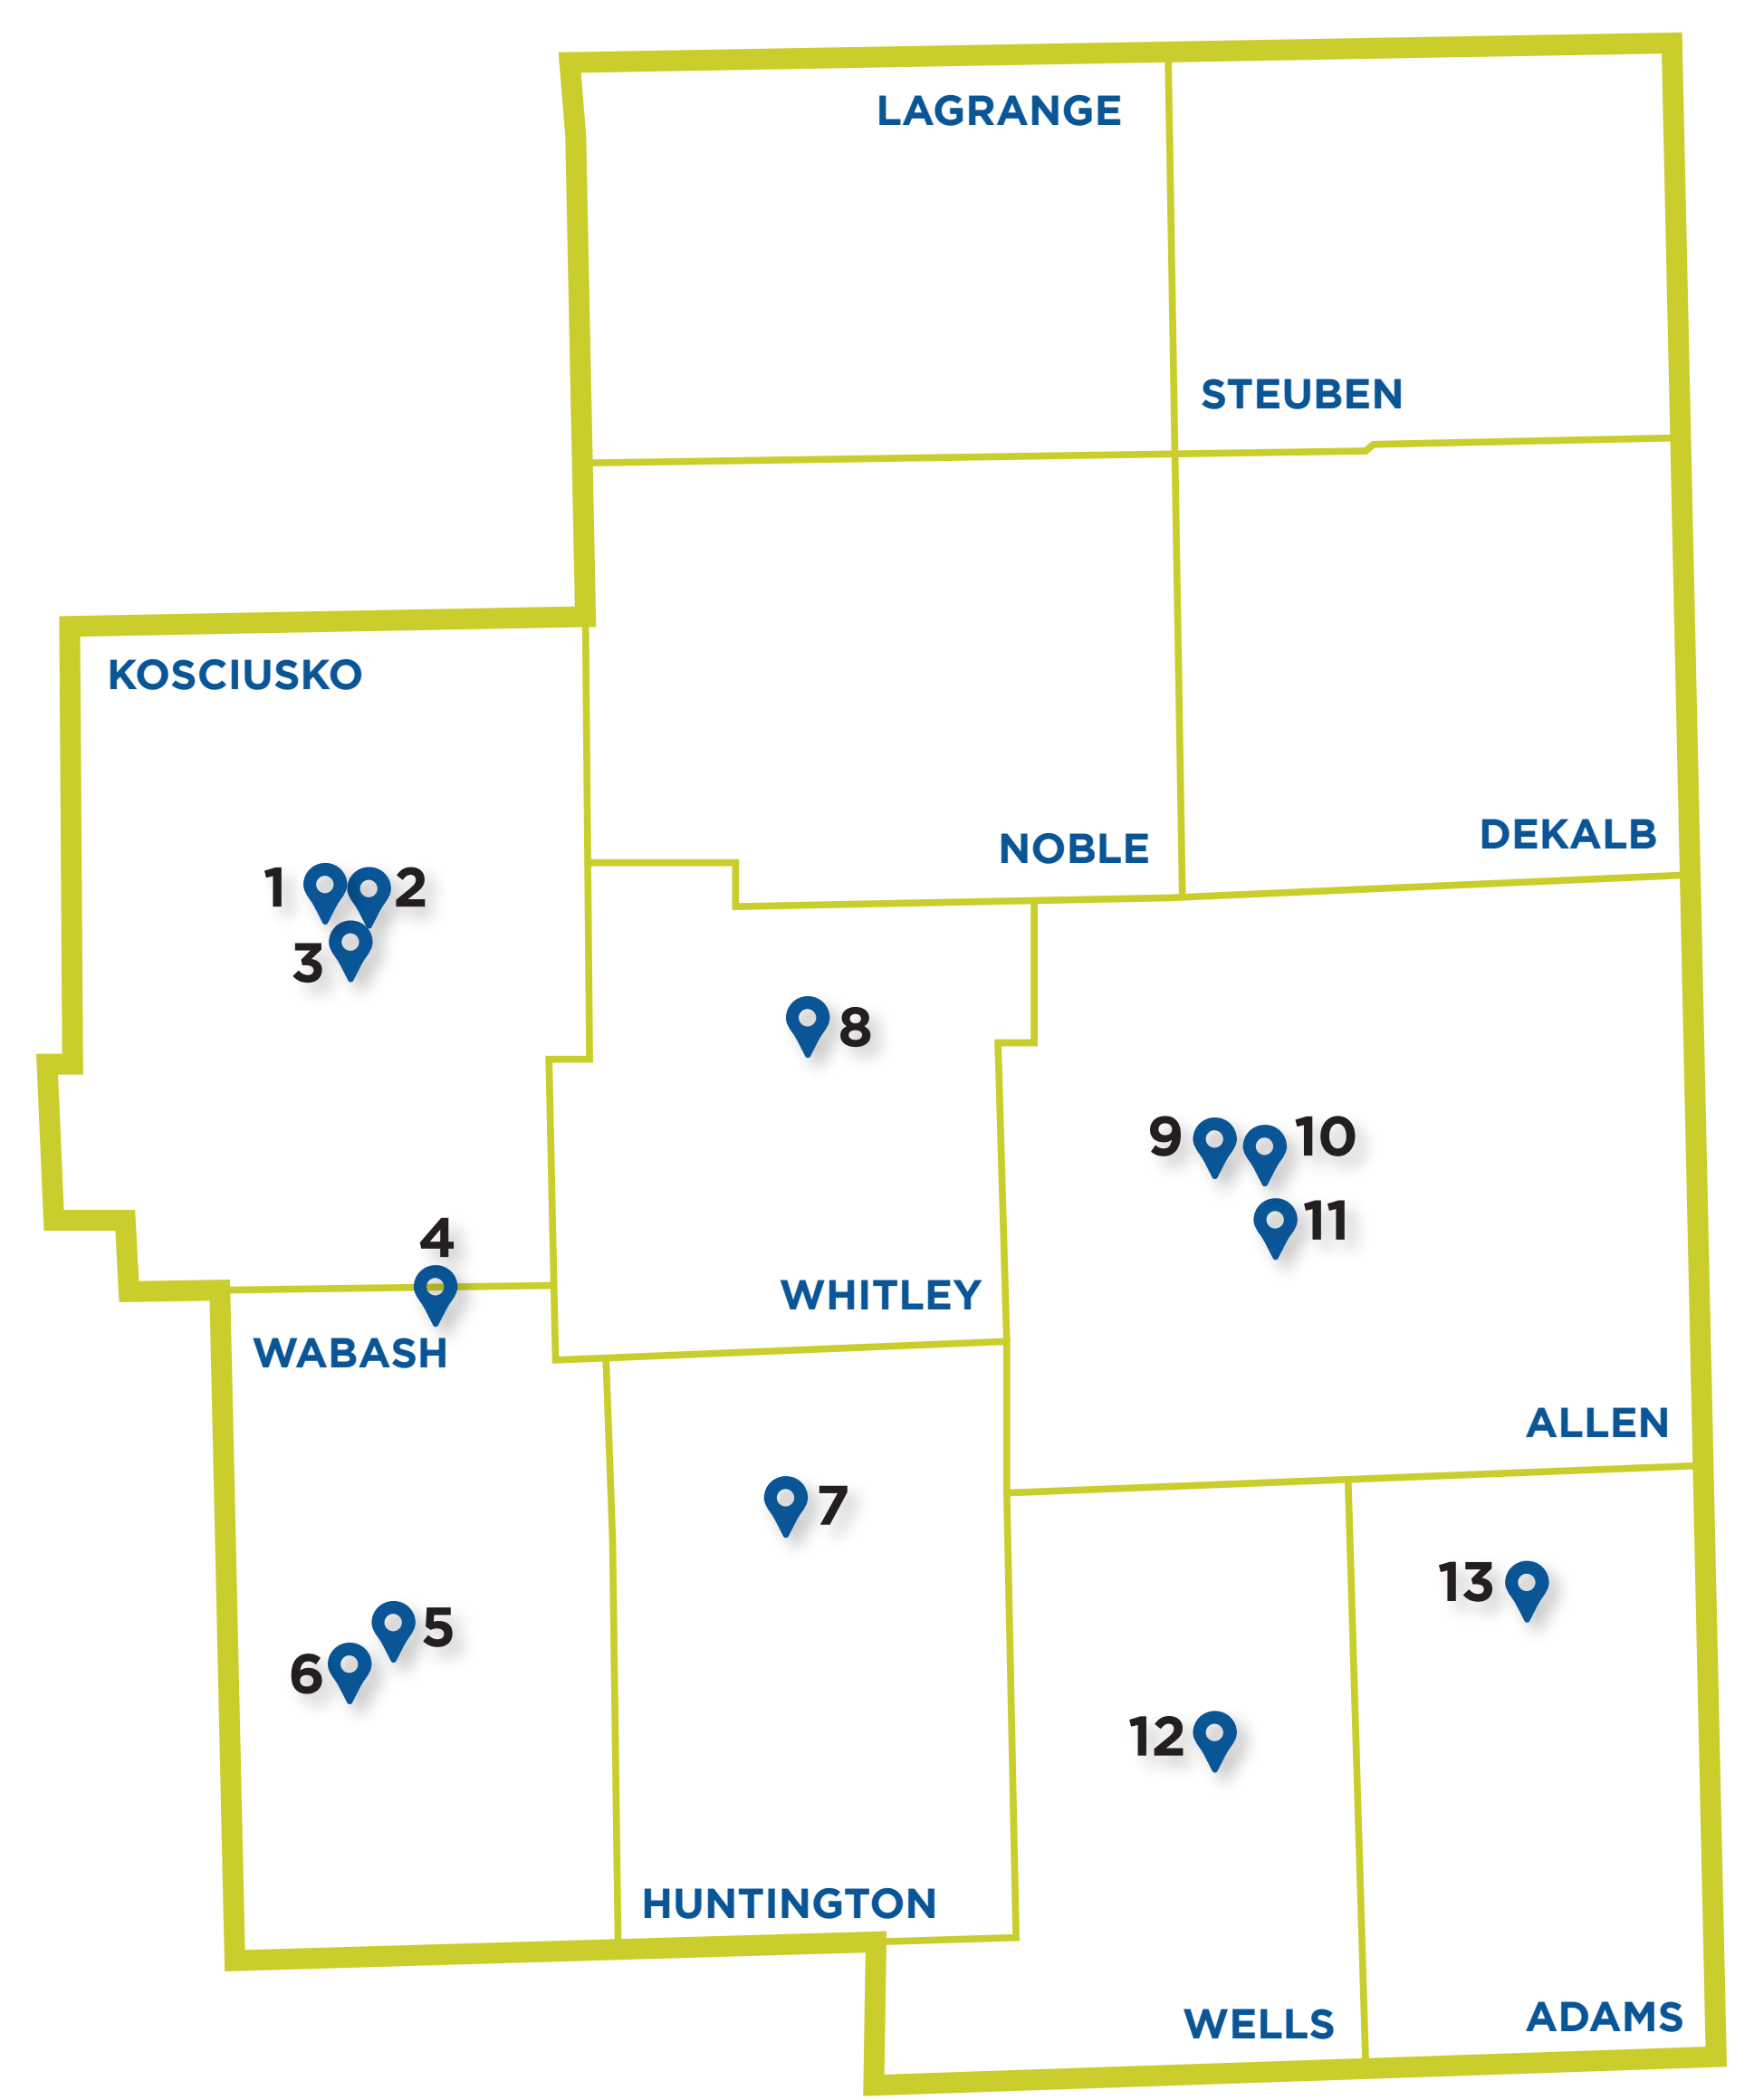 LAGRANGE
STEUBEN
KOSCIUSKO
NOBLE
DEKALB
1
2
3
8
9
10
11
4
WHITLEY
WABASH
ALLEN
7
13
5
6
12
HUNTINGTON
WELLS
ADAMS